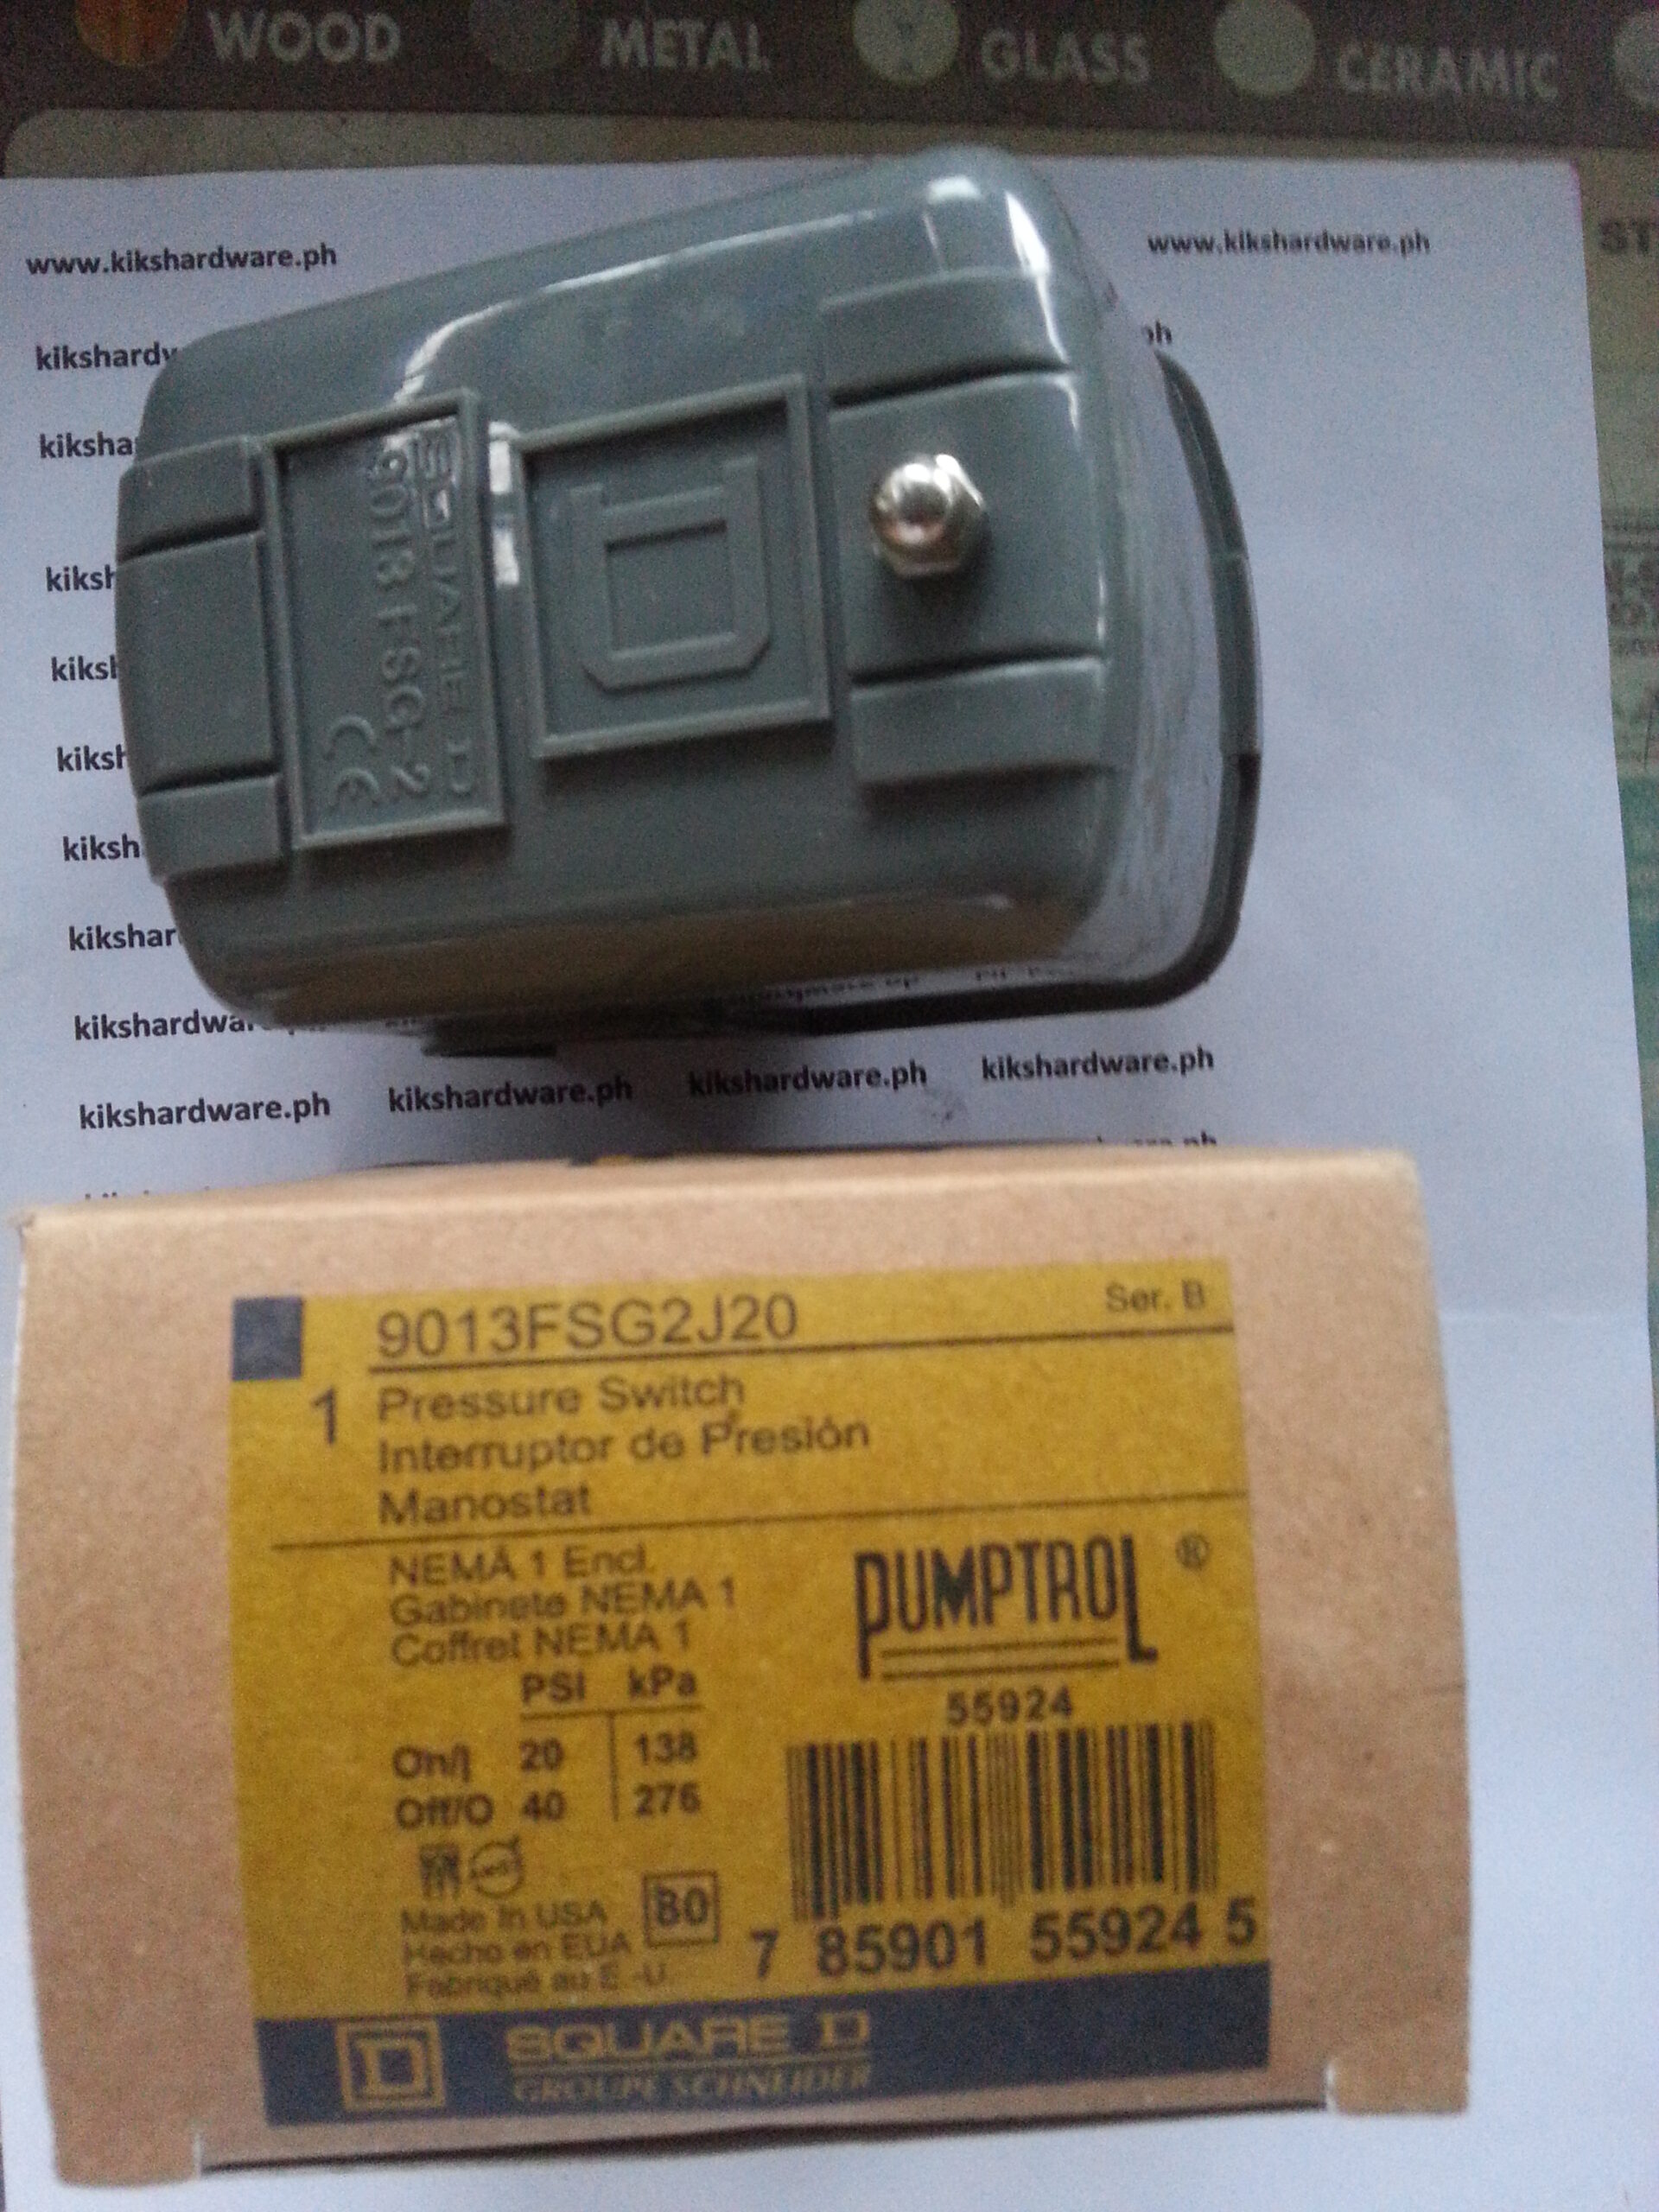 WOOD METAL GLASS CERAMIC
www.kikshardware.ph www.kikshardware.ph
SQUARE D
9013 FSG-2
CE
kikshardware.ph kikshardware.ph kikshardware.ph kikshardware.ph
9013FSG2J20 Ser. B
1 Pressure Switch
Interruptor de Presión
Manostat
NEMA 1 Encl.
Gabinete NEMA 1
Coffret NEMA 1
PUMPTROL ®
PSI kPa
On/I 20 138
Off/O 40 276
55924
Made In USA
Hecho en EUA
Fabriqué au E.-U.
80
7 85901 55924 5
D SQUARE D
GROUPE SCHNEIDER